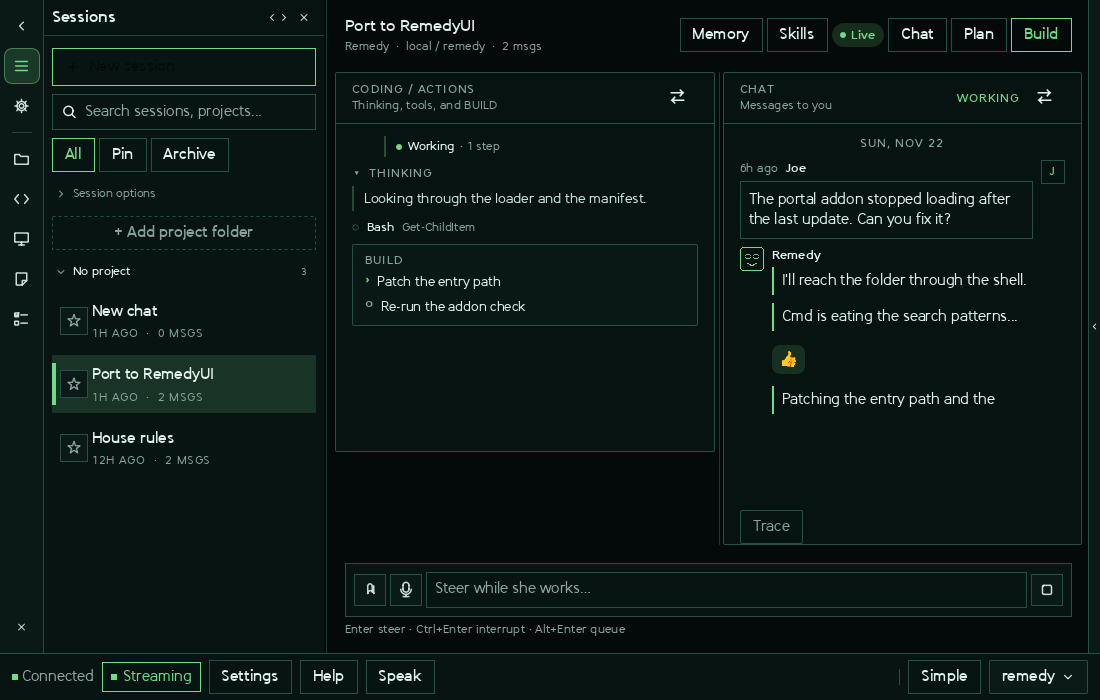 Sessions
+ New session
Search sessions, projects...
All
Pin
Archive
Session options
+ Add project folder
No project
3
New chat
1H AGO · 0 MSGS
Port to RemedyUI
1H AGO · 2 MSGS
House rules
12H AGO · 2 MSGS
Port to RemedyUI
Remedy · local / remedy · 2 msgs
Memory
Skills
Live
Chat
Plan
Build
CODING / ACTIONS
Thinking, tools, and BUILD
Working · 1 step
THINKING
Looking through the loader and the manifest.
Bash Get-ChildItem
BUILD
Patch the entry path
Re-run the addon check
CHAT
Messages to you
WORKING
SUN, NOV 22
6h ago Joe
J
The portal addon stopped loading after
the last update. Can you fix it?
Remedy
I'll reach the folder through the shell.
Cmd is eating the search patterns...
👍
Patching the entry path and the
Trace
Steer while she works...
Enter steer · Ctrl+Enter interrupt · Alt+Enter queue
Connected
Streaming
Settings
Help
Speak
Simple
remedy